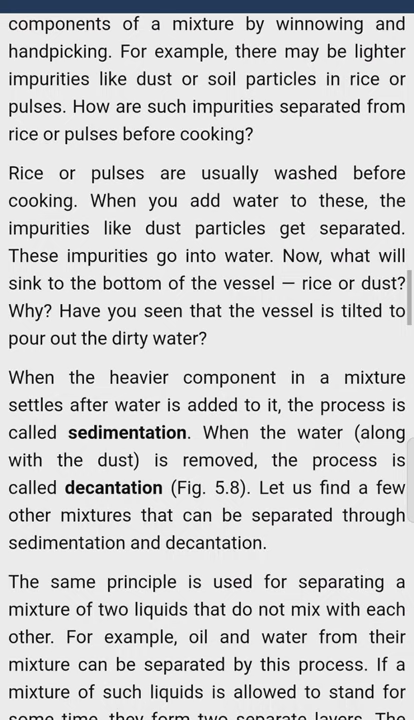 components of a mixture by winnowing and
handpicking. For example, there may be lighter
impurities like dust or soil particles in rice or
pulses. How are such impurities separated from
rice or pulses before cooking?
Rice or pulses are usually washed before
cooking. When you add water to these, the
impurities like dust particles get separated.
These impurities go into water. Now, what will
sink to the bottom of the vessel — rice or dust?
Why? Have you seen that the vessel is tilted to
pour out the dirty water?
When the heavier component in a mixture
settles after water is added to it, the process is
called sedimentation. When the water (along
with the dust) is removed, the process is
called decantation (Fig. 5.8). Let us find a few
other mixtures that can be separated through
sedimentation and decantation.
The same principle is used for separating a
mixture of two liquids that do not mix with each
other. For example, oil and water from their
mixture can be separated by this process. If a
mixture of such liquids is allowed to stand for
some time, they form two separate layers. The